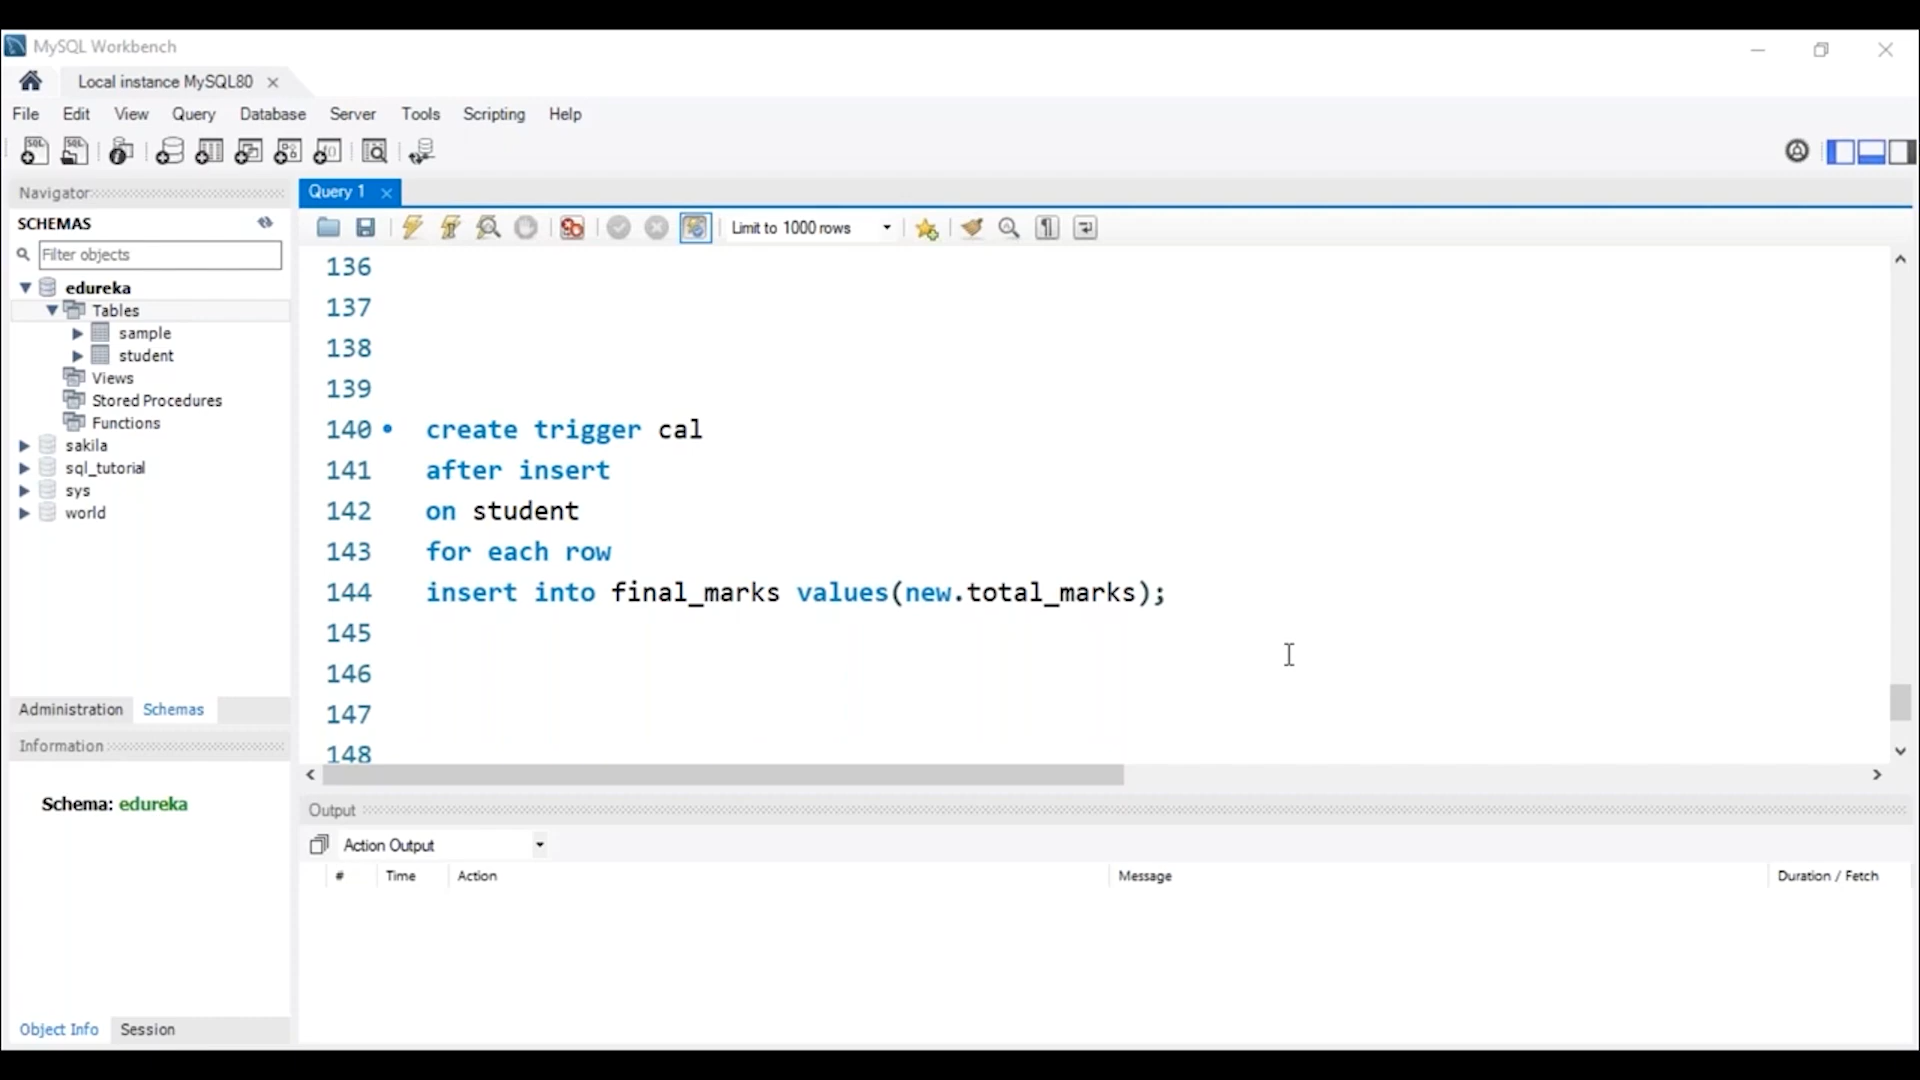 MySQL Workbench
Local instance MySQL80
File Edit View Query Database Server Tools Scripting Help
Navigator
SCHEMAS
Filter objects
edureka
Tables
sample
student
Views
Stored Procedures
Functions
sakila
sql_tutorial
sys
world
Administration Schemas
Information
Schema: edureka
Object Info Session
Query 1
Limit to 1000 rows
136
137
138
139
140 create trigger cal
141 after insert
142 on student
143 for each row
144 insert into final_marks values(new.total_marks);
145
146
147
148
Output
Action Output
# Time Action Message Duration / Fetch